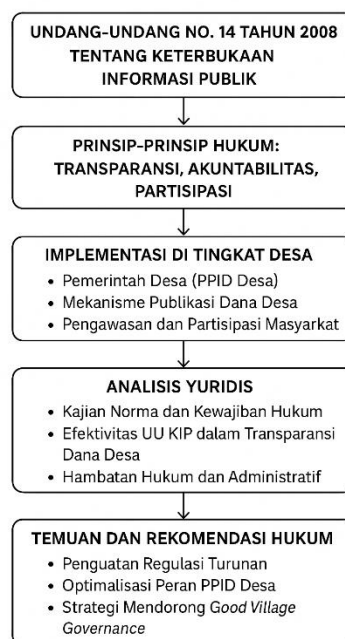 UNDANG-UNDANG NO. 14 TAHUN 2008
TENTANG KETERBUKAAN
INFORMASI PUBLIK
PRINSIP-PRINSIP HUKUM:
TRANSPARANSI, AKUNTABILITAS,
PARTISIPASI
IMPLEMENTASI DI TINGKAT DESA
• Pemerintah Desa (PPID Desa)
• Mekanisme Publikasi Dana Desa
• Pengawasan dan Partisipasi Masyarkat
ANALISIS YURIDIS
• Kajian Norma dan Kewajiban Hukum
• Efektivitas UU KIP dalam Transparansi
Dana Desa
• Hambatan Hukum dan Administratif
TEMUAN DAN REKOMENDASI HUKUM
• Penguatan Regulasi Turunan
• Optimalisasi Peran PPID Desa
• Strategi Mendorong Good Village
Governance